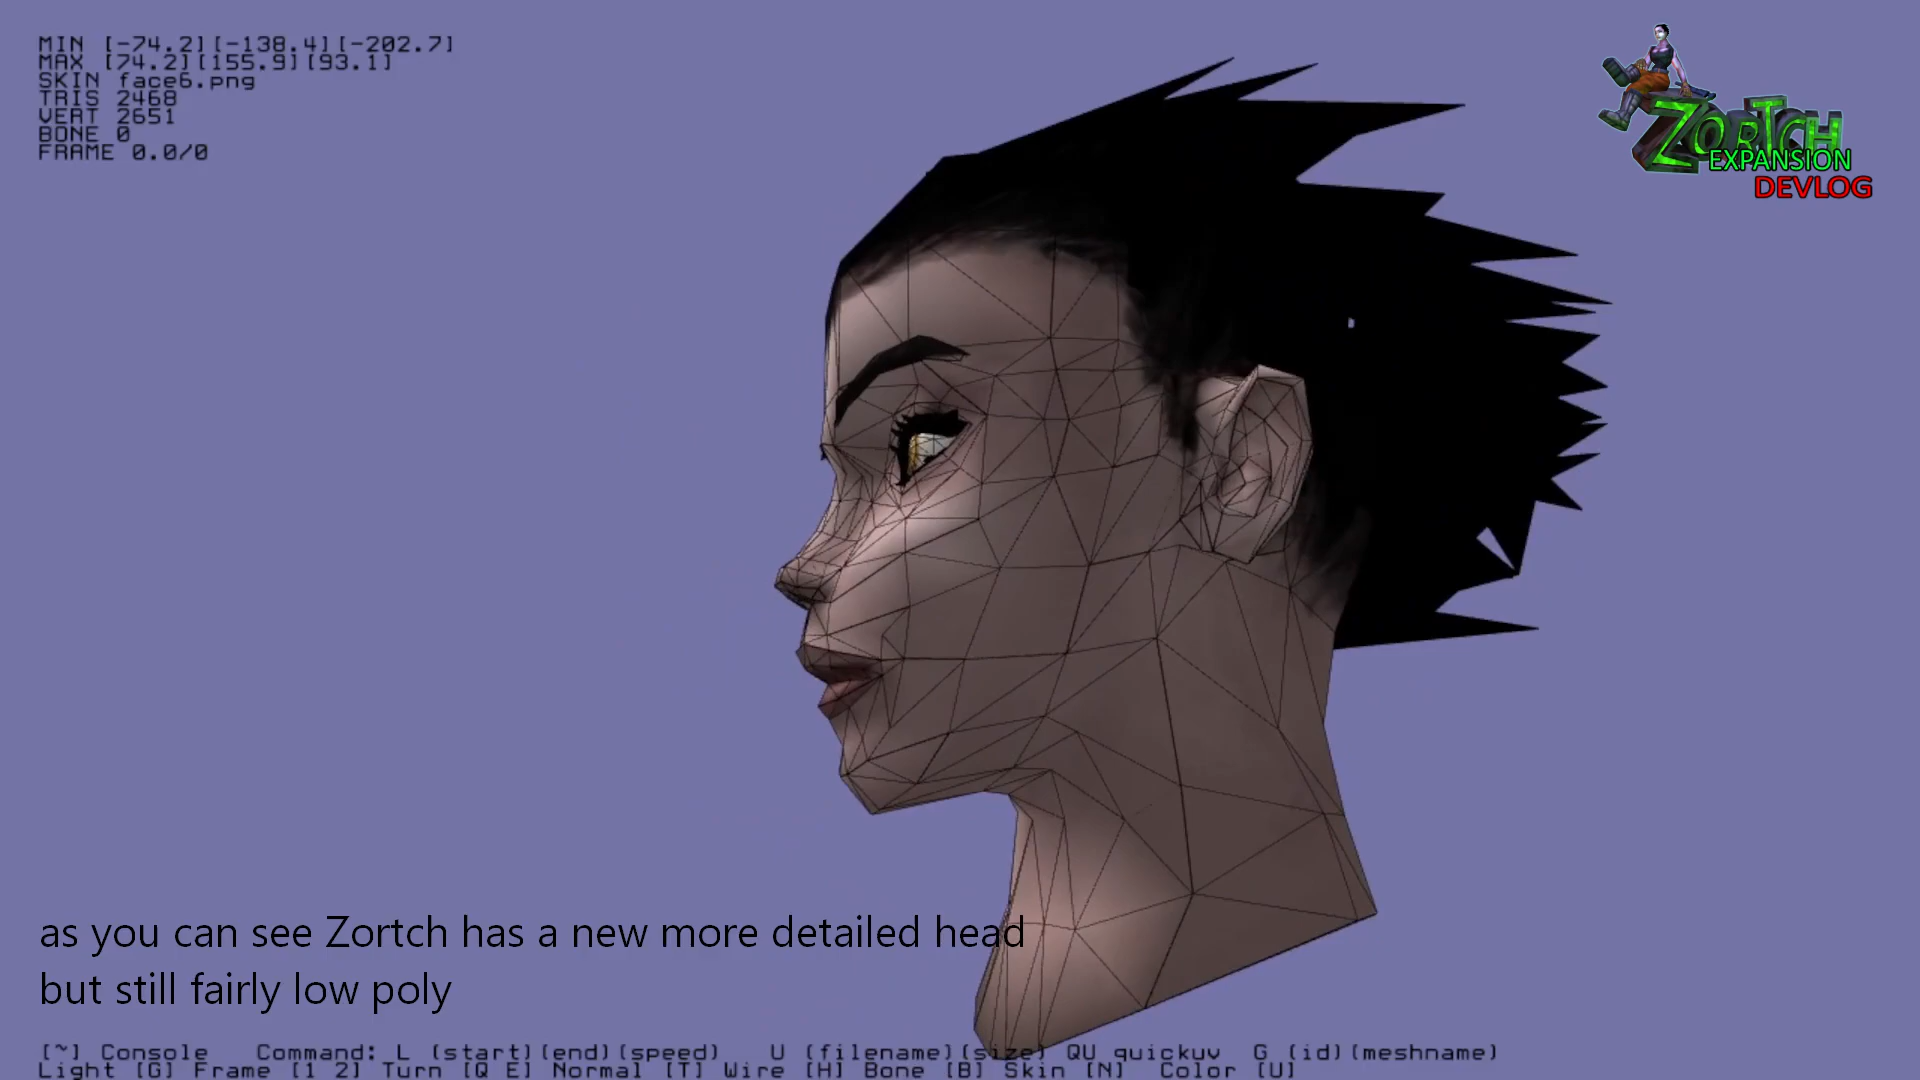 MIN [-74.2][-138.4][-202.7]
MAX [74.2][155.9][93.1]
SKIN face6.png
TRIS 2468
VERT 2651
BONE 0
FRAME 0.0/0
ZORTCH
EXPANSION
DEVLOG
as you can see Zortch has a new more detailed head
but still fairly low poly
[~] Console Command: L (start)(end)(speed) U (filename)(size) QU quickuv G (id)(meshname)
Light [G] Frame [1 2] Turn [Q E] Normal [T] Wire [H] Bone [B] Skin [N] Color [U]